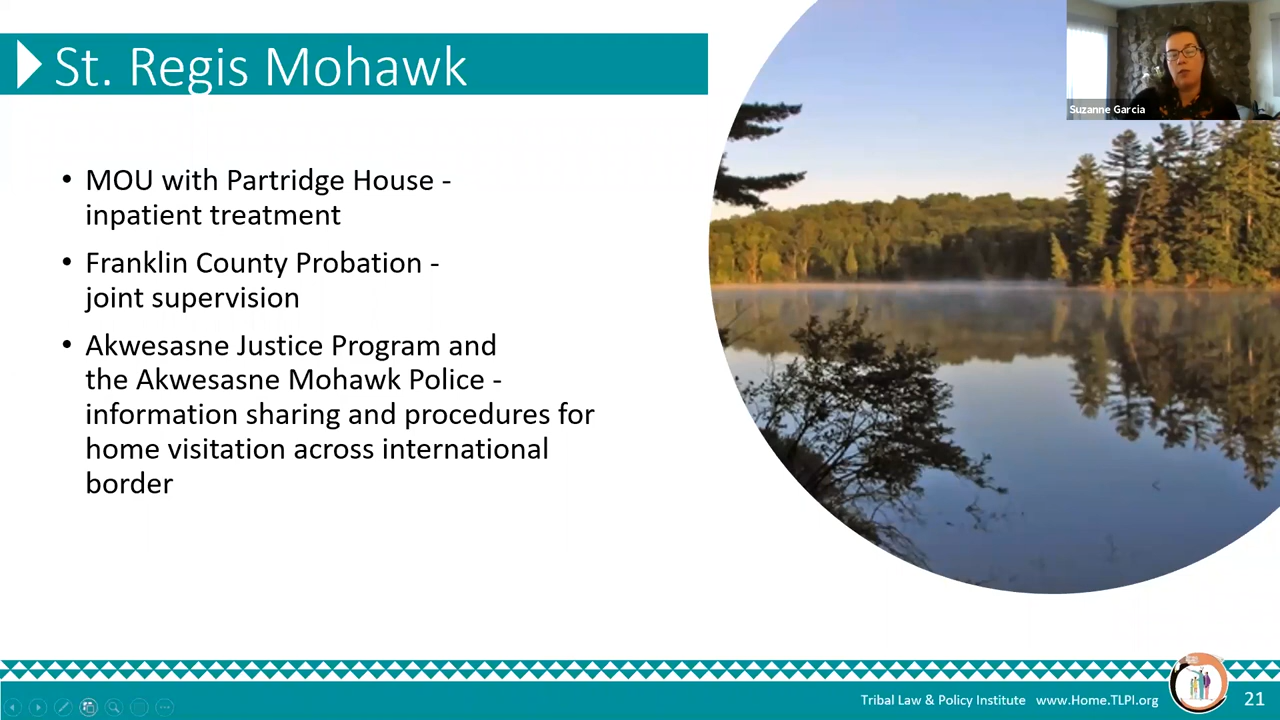 St. Regis Mohawk
Suzanne Garcia
• MOU with Partridge House -
inpatient treatment
• Franklin County Probation -
joint supervision
• Akwesasne Justice Program and
the Akwesasne Mohawk Police -
information sharing and procedures for
home visitation across international
border
Tribal Law & Policy Institute www.Home.TLPI.org
21